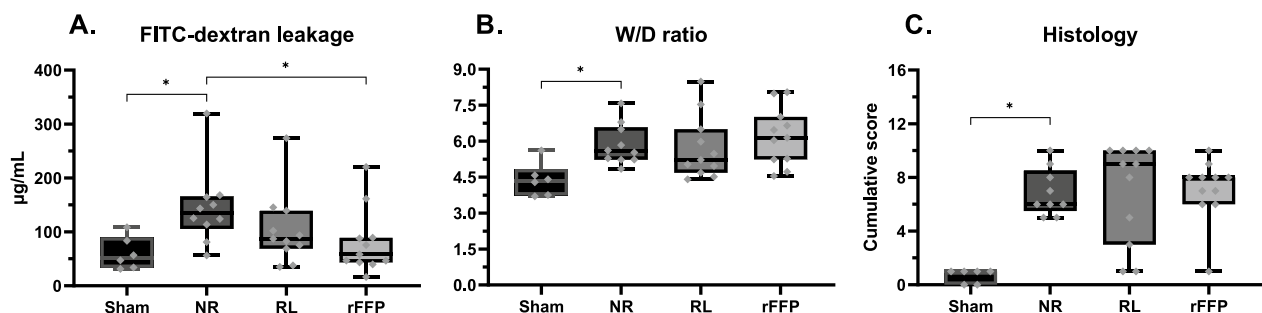 A. FITC-dextran leakage
*
*
400
300
200
100
50
0
µg/mL
Sham NR RL rFFP
B. W/D ratio
*
9.0
7.5
6.0
4.5
3.0
1.5
0.0
Sham NR RL rFFP
C. Histology
*
16
12
8
4
0
Cumulative score
Sham NR RL rFFP